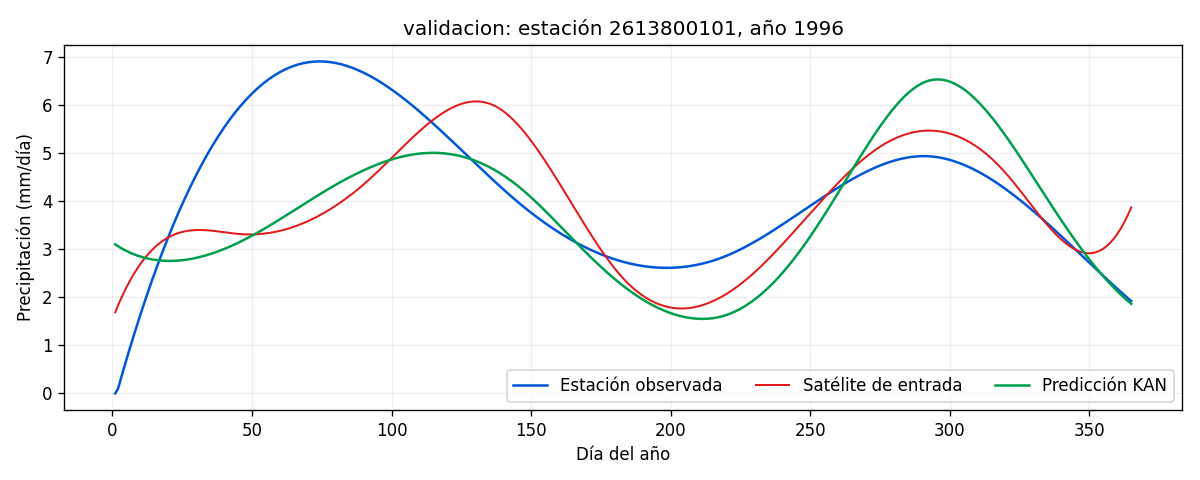 validacion: estación 2613800101, año 1996
Precipitación (mm/día)
7
6
5
4
3
2
1
0
0 50 100 150 200 250 300 350
Día del año
Estación observada Satélite de entrada Predicción KAN